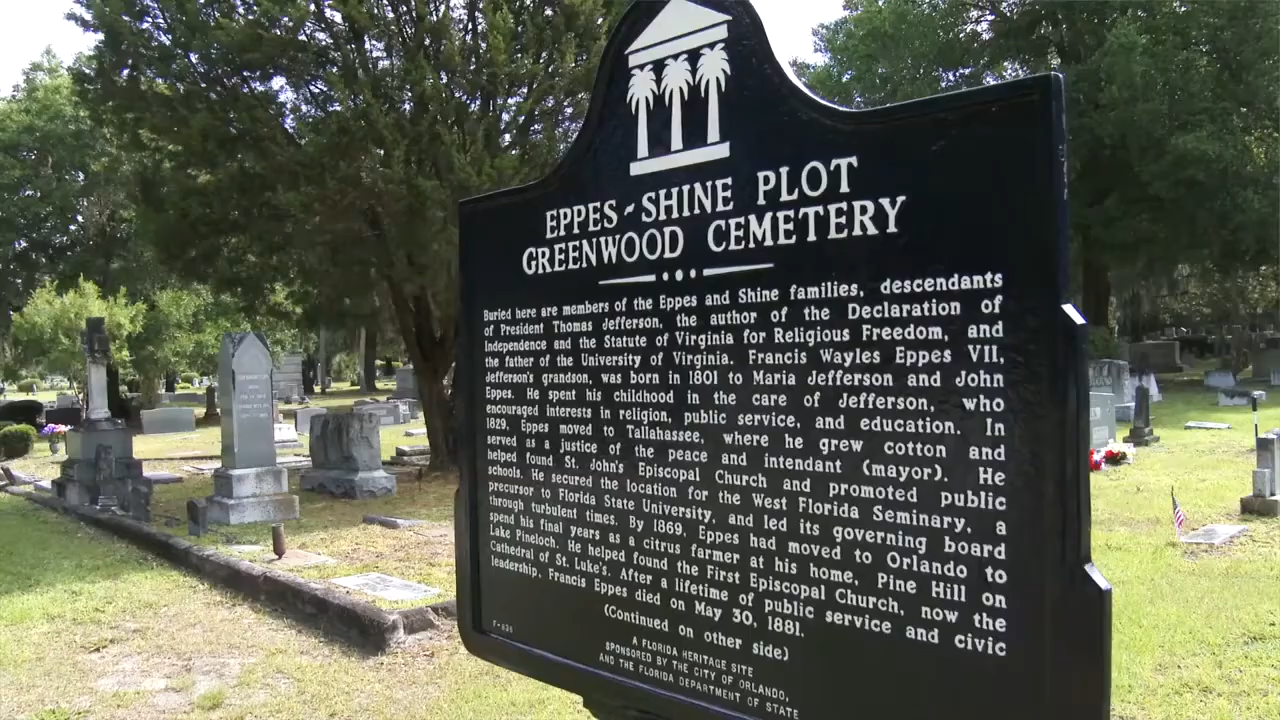 EPPES-SHINE PLOT
GREENWOOD CEMETERY
Buried here are members of the Eppes and Shine families, descendants
of President Thomas Jefferson, the author of the Declaration of
Independence and the Statute of Virginia for Religious Freedom, and
the father of the University of Virginia. Francis Wayles Eppes VII,
Jefferson's grandson, was born in 1801 to Maria Jefferson and John
Eppes. He spent his childhood in the care of Jefferson, who
encouraged interests in religion, public service, and education. In
1829, Eppes moved to Tallahassee, where he grew cotton and
served as a justice of the peace and intendant (mayor). He
helped found St. John's Episcopal Church and promoted public
schools. He secured the location for the West Florida Seminary, a
precursor to Florida State University, and led its governing board
through turbulent times. By 1869, Eppes had moved to Orlando to
spend his final years as a citrus farmer at his home, Pine Hill on
Lake Pineloch. He helped found the First Episcopal Church, now the
Cathedral of St. Luke's. After a lifetime of public service and civic
leadership, Francis Eppes died on May 30, 1881.
(Continued on other side)
A FLORIDA HERITAGE SITE
SPONSORED BY THE CITY OF ORLANDO,
AND THE FLORIDA DEPARTMENT OF STATE